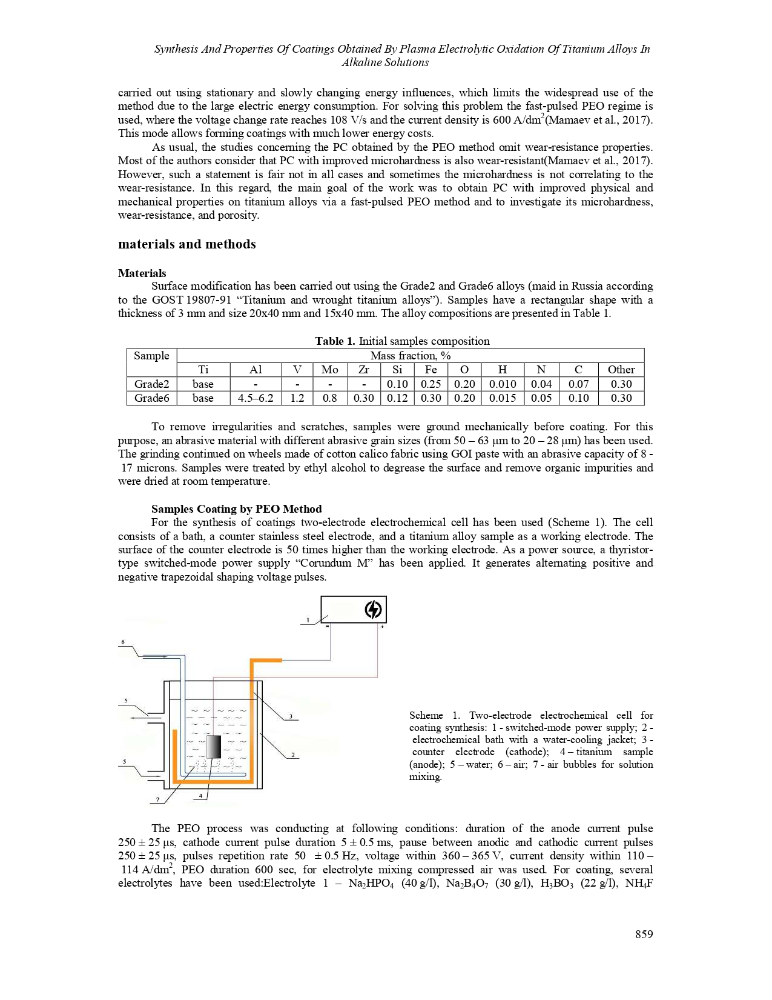 Synthesis And Properties Of Coatings Obtained By Plasma Electrolytic Oxidation Of Titanium Alloys In
Alkaline Solutions
carried out using stationary and slowly changing energy influences, which limits the widespread use of the
method due to the large electric energy consumption. For solving this problem the fast-pulsed PEO regime is
used, where the voltage change rate reaches 108 V/s and the current density is 600 A/dm²(Mamaev et al., 2017).
This mode allows forming coatings with much lower energy costs.
As usual, the studies concerning the PC obtained by the PEO method omit wear-resistance properties.
Most of the authors consider that PC with improved microhardness is also wear-resistant(Mamaev et al., 2017).
However, such a statement is fair not in all cases and sometimes the microhardness is not correlating to the
wear-resistance. In this regard, the main goal of the work was to obtain PC with improved physical and
mechanical properties on titanium alloys via a fast-pulsed PEO method and to investigate its microhardness,
wear-resistance, and porosity.
materials and methods
Materials
Surface modification has been carried out using the Grade2 and Grade6 alloys (maid in Russia according
to the GOST 19807-91 “Titanium and wrought titanium alloys”). Samples have a rectangular shape with a
thickness of 3 mm and size 20x40 mm and 15x40 mm. The alloy compositions are presented in Table 1.
Table 1. Initial samples composition
Sample Mass fraction, %
Ti Al V Mo Zr Si Fe O H N C Other
Grade2 base - - - - 0.10 0.25 0.20 0.010 0.04 0.07 0.30
Grade6 base 4.5–6.2 1.2 0.8 0.30 0.12 0.30 0.20 0.015 0.05 0.10 0.30
To remove irregularities and scratches, samples were ground mechanically before coating. For this
purpose, an abrasive material with different abrasive grain sizes (from 50 – 63 μm to 20 – 28 μm) has been used.
The grinding continued on wheels made of cotton calico fabric using GOI paste with an abrasive capacity of 8 -
17 microns. Samples were treated by ethyl alcohol to degrease the surface and remove organic impurities and
were dried at room temperature.
Samples Coating by PEO Method
For the synthesis of coatings two-electrode electrochemical cell has been used (Scheme 1). The cell
consists of a bath, a counter stainless steel electrode, and a titanium alloy sample as a working electrode. The
surface of the counter electrode is 50 times higher than the working electrode. As a power source, a thyristor-
type switched-mode power supply “Corundum M” has been applied. It generates alternating positive and
negative trapezoidal shaping voltage pulses.
1
- +
6
5
3
2
5
7
4
Scheme 1. Two-electrode electrochemical cell for
coating synthesis: 1 - switched-mode power supply; 2 -
electrochemical bath with a water-cooling jacket; 3 -
counter electrode (cathode); 4 – titanium sample
(anode); 5 – water; 6 – air; 7 - air bubbles for solution
mixing.
The PEO process was conducting at following conditions: duration of the anode current pulse
250 ± 25 μs, cathode current pulse duration 5 ± 0.5 ms, pause between anodic and cathodic current pulses
250 ± 25 μs, pulses repetition rate 50 ± 0.5 Hz, voltage within 360 – 365 V, current density within 110 –
114 A/dm², PEO duration 600 sec, for electrolyte mixing compressed air was used. For coating, several
electrolytes have been used:Electrolyte 1 – Na₂HPO₄ (40 g/l), Na₂B₄O₇ (30 g/l), H₃BO₃ (22 g/l), NH₄F
859